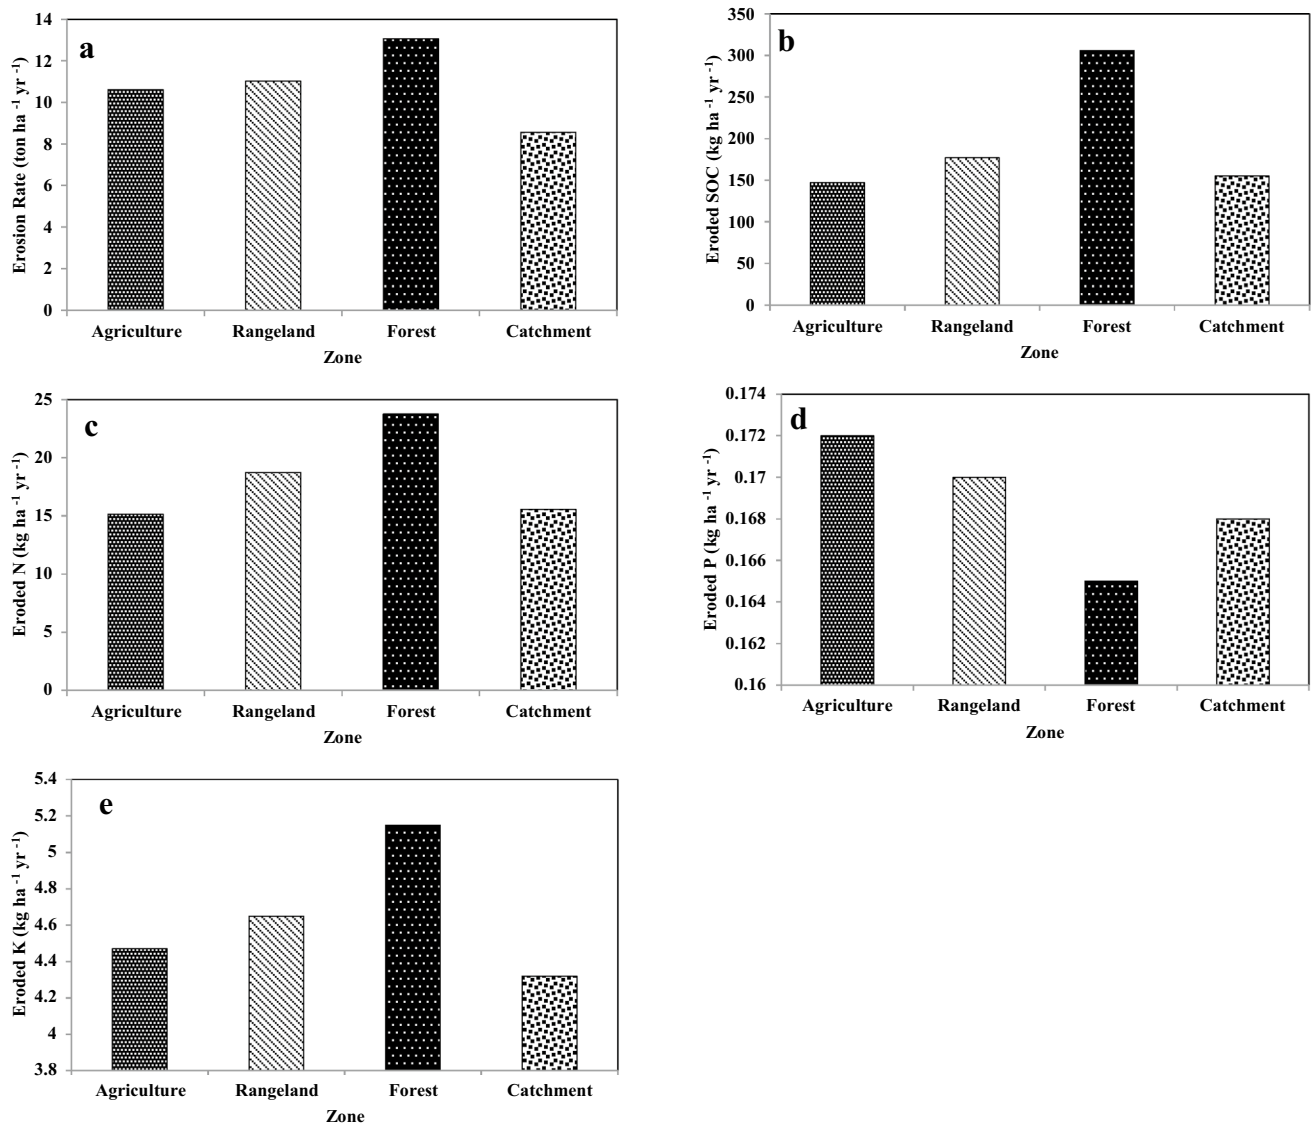 a
Erosion Rate (ton ha -1 yr -1)
14
12
10
8
6
4
2
0
Agriculture Rangeland Forest Catchment
Zone
b
Eroded SOC (kg ha -1 yr -1)
350
300
250
200
150
100
50
0
Agriculture Rangeland Forest Catchment
Zone
c
Eroded N (kg ha -1 yr -1)
25
20
15
10
5
0
Agriculture Rangeland Forest Catchment
Zone
d
Eroded P (kg ha -1 yr -1)
0.174
0.172
0.17
0.168
0.166
0.164
0.162
0.16
Agriculture Rangeland Forest Catchment
Zone
e
Eroded K (kg ha -1 yr -1)
5.4
5.2
5
4.8
4.6
4.4
4.2
4
3.8
Agriculture Rangeland Forest Catchment
Zone